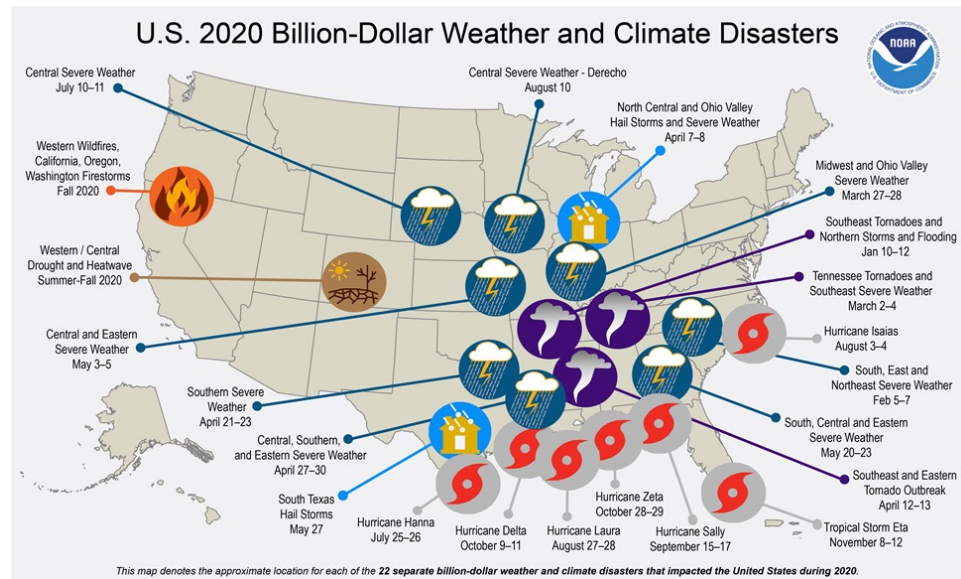 U.S. 2020 Billion-Dollar Weather and Climate Disasters
NATIONAL OCEANIC AND ATMOSPHERIC ADMINISTRATION
NOAA
U.S. DEPARTMENT OF COMMERCE
Central Severe Weather
July 10–11
Central Severe Weather - Derecho
August 10
North Central and Ohio Valley
Hail Storms and Severe Weather
April 7–8
Western Wildfires,
California, Oregon,
Washington Firestorms
Fall 2020
Midwest and Ohio Valley
Severe Weather
March 27–28
Southeast Tornadoes and
Northern Storms and Flooding
Jan 10–12
Western / Central
Drought and Heatwave
Summer-Fall 2020
Tennessee Tornadoes and
Southeast Severe Weather
March 2–4
Central and Eastern
Severe Weather
May 3–5
Hurricane Isaias
August 3–4
South, East and
Northeast Severe Weather
Feb 5–7
Southern Severe
Weather
April 21–23
South, Central and Eastern
Severe Weather
May 20–23
Central, Southern,
and Eastern Severe Weather
April 27–30
Southeast and Eastern
Tornado Outbreak
April 12–13
South Texas
Hail Storms
May 27
Hurricane Hanna
July 25–26
Hurricane Delta
October 9–11
Hurricane Laura
August 27–28
Hurricane Zeta
October 28–29
Hurricane Sally
September 15–17
Tropical Storm Eta
November 8–12
This map denotes the approximate location for each of the 22 separate billion-dollar weather and climate disasters that impacted the United States during 2020.